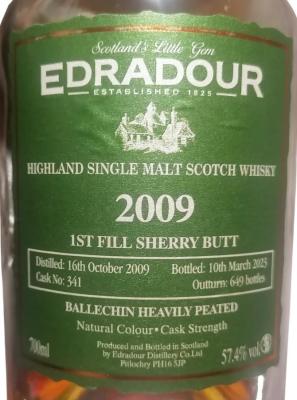 Scotland's Little Gem
EDRADOUR
ESTABLISHED 1825
HIGHLAND SINGLE MALT SCOTCH WHISKY
2009
1ST FILL SHERRY BUTT
Distilled: 16th October 2009 Bottled: 10th March 2023
Cask No: 341 Outturn: 649 bottles
BALLECHIN HEAVILY PEATED
Natural Colour • Cask Strength
Produced and Bottled in Scotland
700ml by Edradour Distillery Co.Ltd 57.4% vol.
Pitlochry PH16 5JP